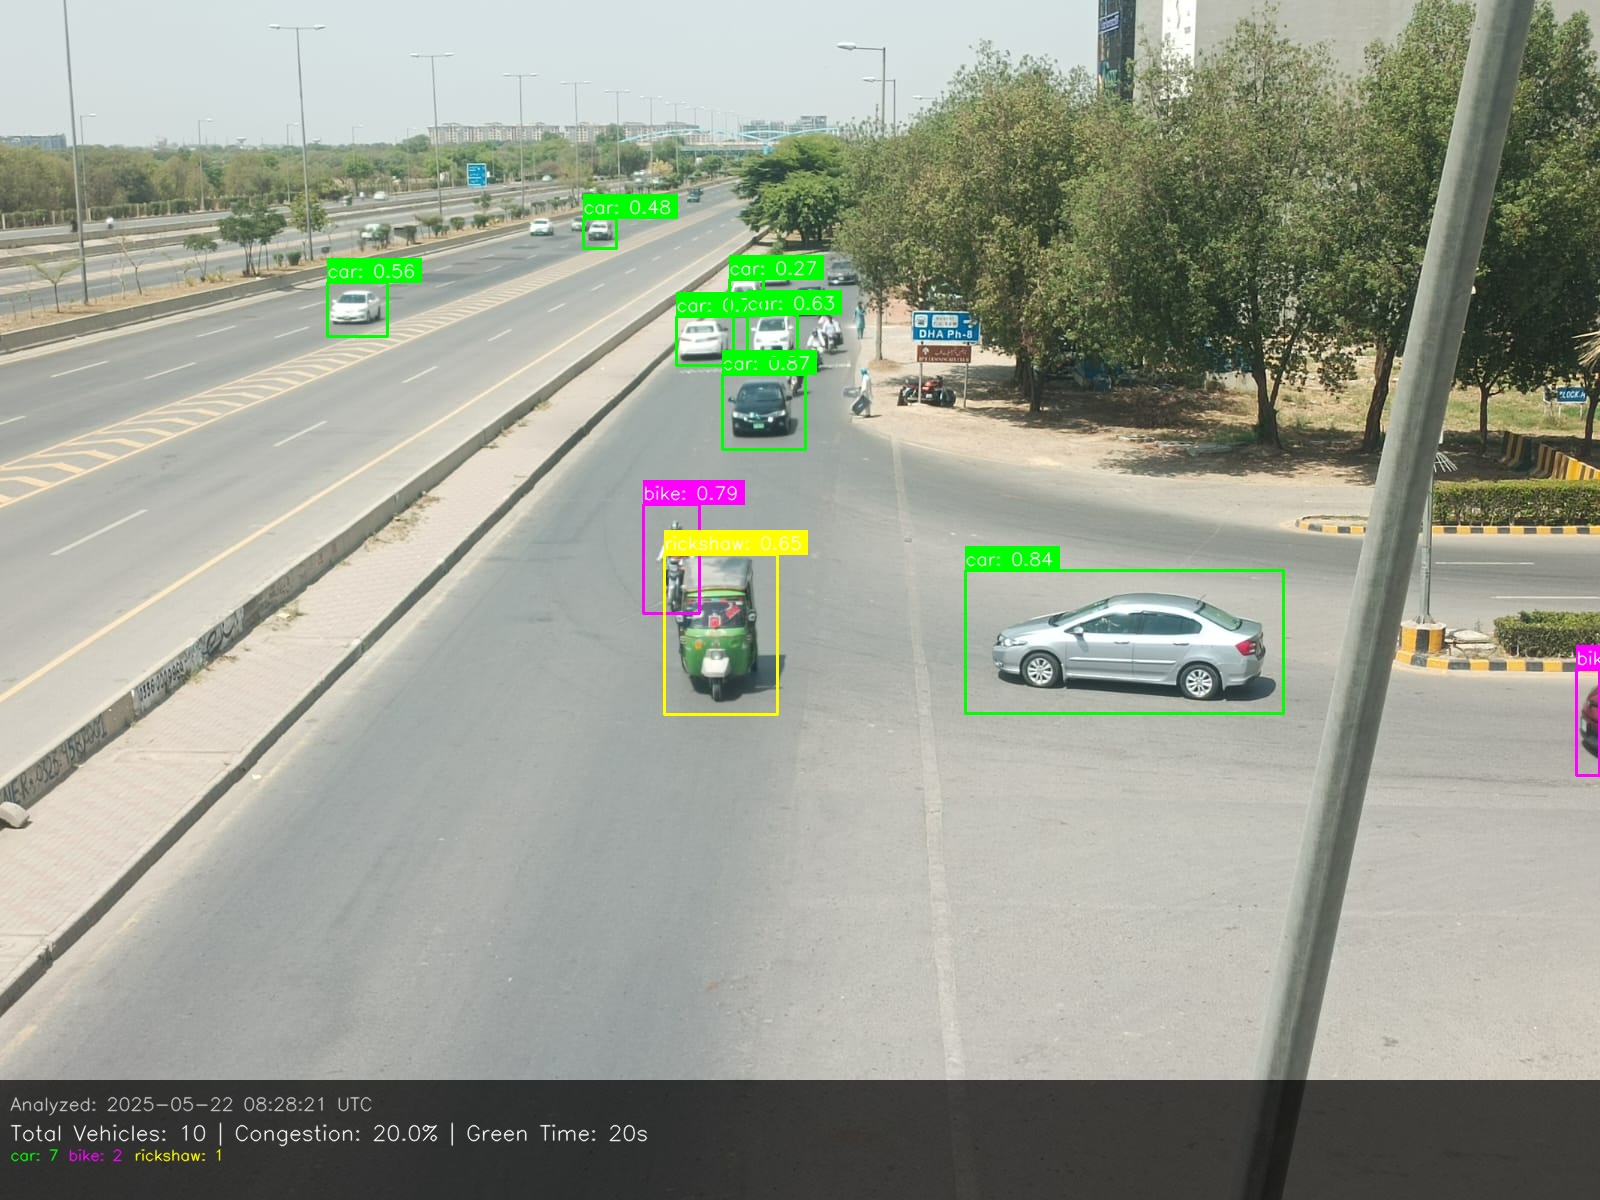 car: 0.48
car: 0.56
car: 0.27
car: 0.7
car: 0.63
DHA Ph-8
car: 0.87
bike: 0.79
rickshaw: 0.65
car: 0.84
bik
Analyzed: 2025-05-22 08:28:21 UTC
Total Vehicles: 10 | Congestion: 20.0% | Green Time: 20s
car: 7 bike: 2 rickshaw: 1